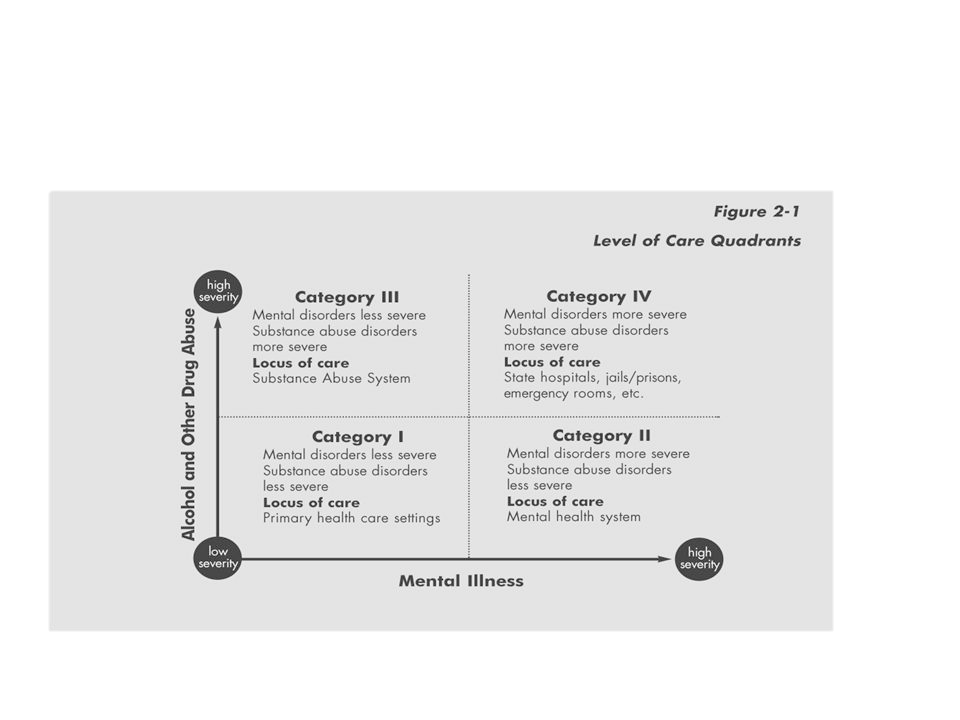 Figure 2-1
Level of Care Quadrants
high
severity
Alcohol and Other Drug Abuse
Category III
Mental disorders less severe
Substance abuse disorders
more severe
Locus of care
Substance Abuse System
Category IV
Mental disorders more severe
Substance abuse disorders
more severe
Locus of care
State hospitals, jails/prisons,
emergency rooms, etc.
Category I
Mental disorders less severe
Substance abuse disorders
less severe
Locus of care
Primary health care settings
Category II
Mental disorders more severe
Substance abuse disorders
less severe
Locus of care
Mental health system
low
severity
high
severity
Mental Illness